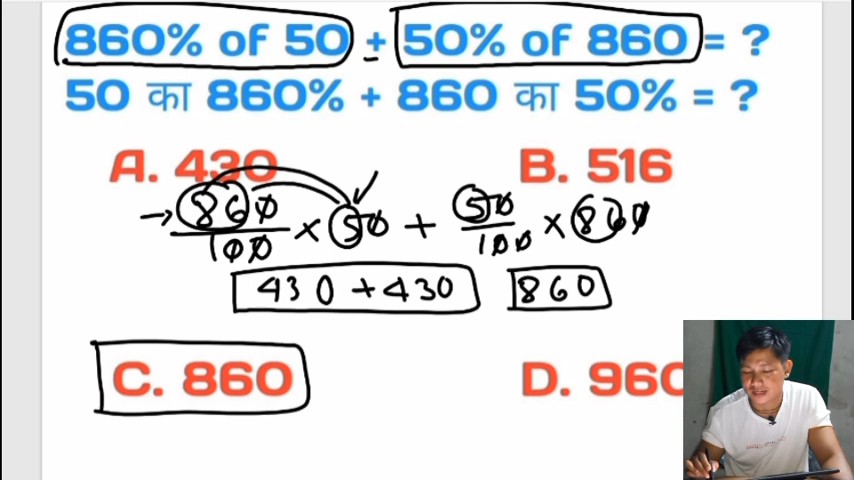 860% of 50 + 50% of 860 = ?
50 का 860% + 860 का 50% = ?
A. 430 B. 516
860/100 × 50 + 50/100 × 860
430 + 430 860
C. 860 D. 960